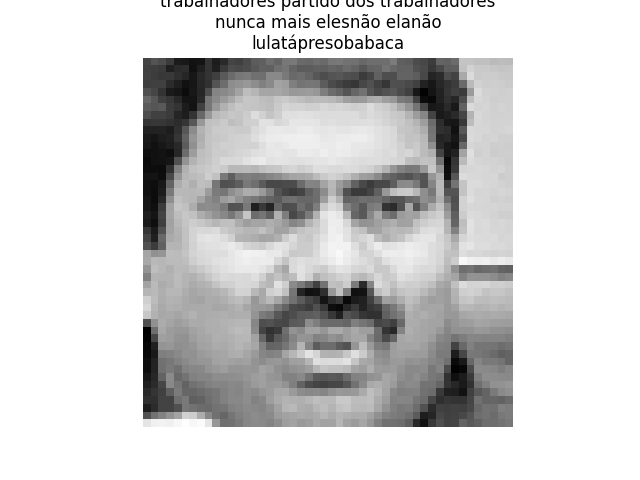 trabalhadores partido dos trabalhadores
nunca mais elesnão elanão
lulatápresobabaca